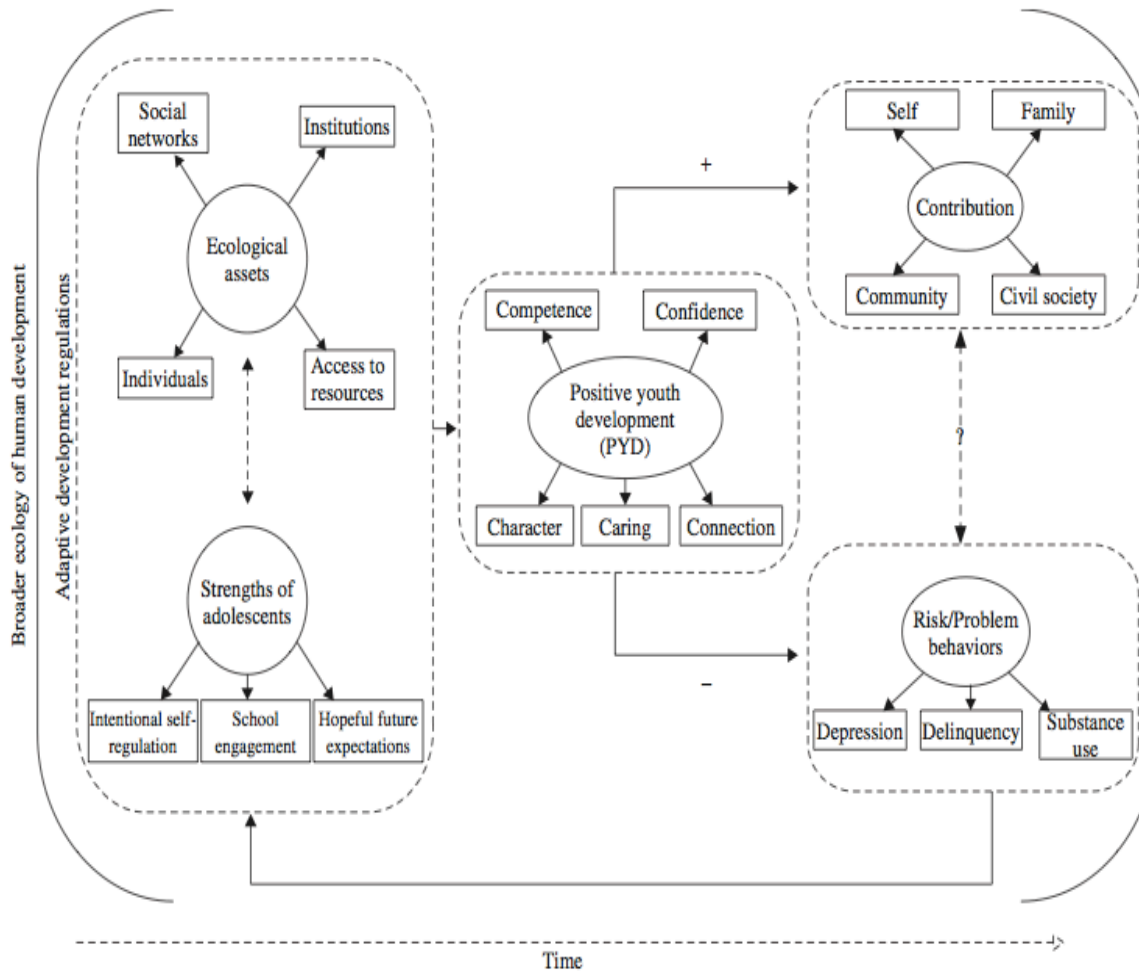 Broader ecology of human development
Adaptive development regulations
Social
networks
Institutions
Ecological
assets
Individuals
Access to
resources
Strengths of
adolescents
Intentional self-
regulation
School
engagement
Hopeful future
expectations
Competence
Confidence
Positive youth
development
(PYD)
Character
Caring
Connection
+
−
Self
Family
Contribution
Community
Civil society
?
Risk/Problem
behaviors
Depression
Delinquency
Substance
use
Time